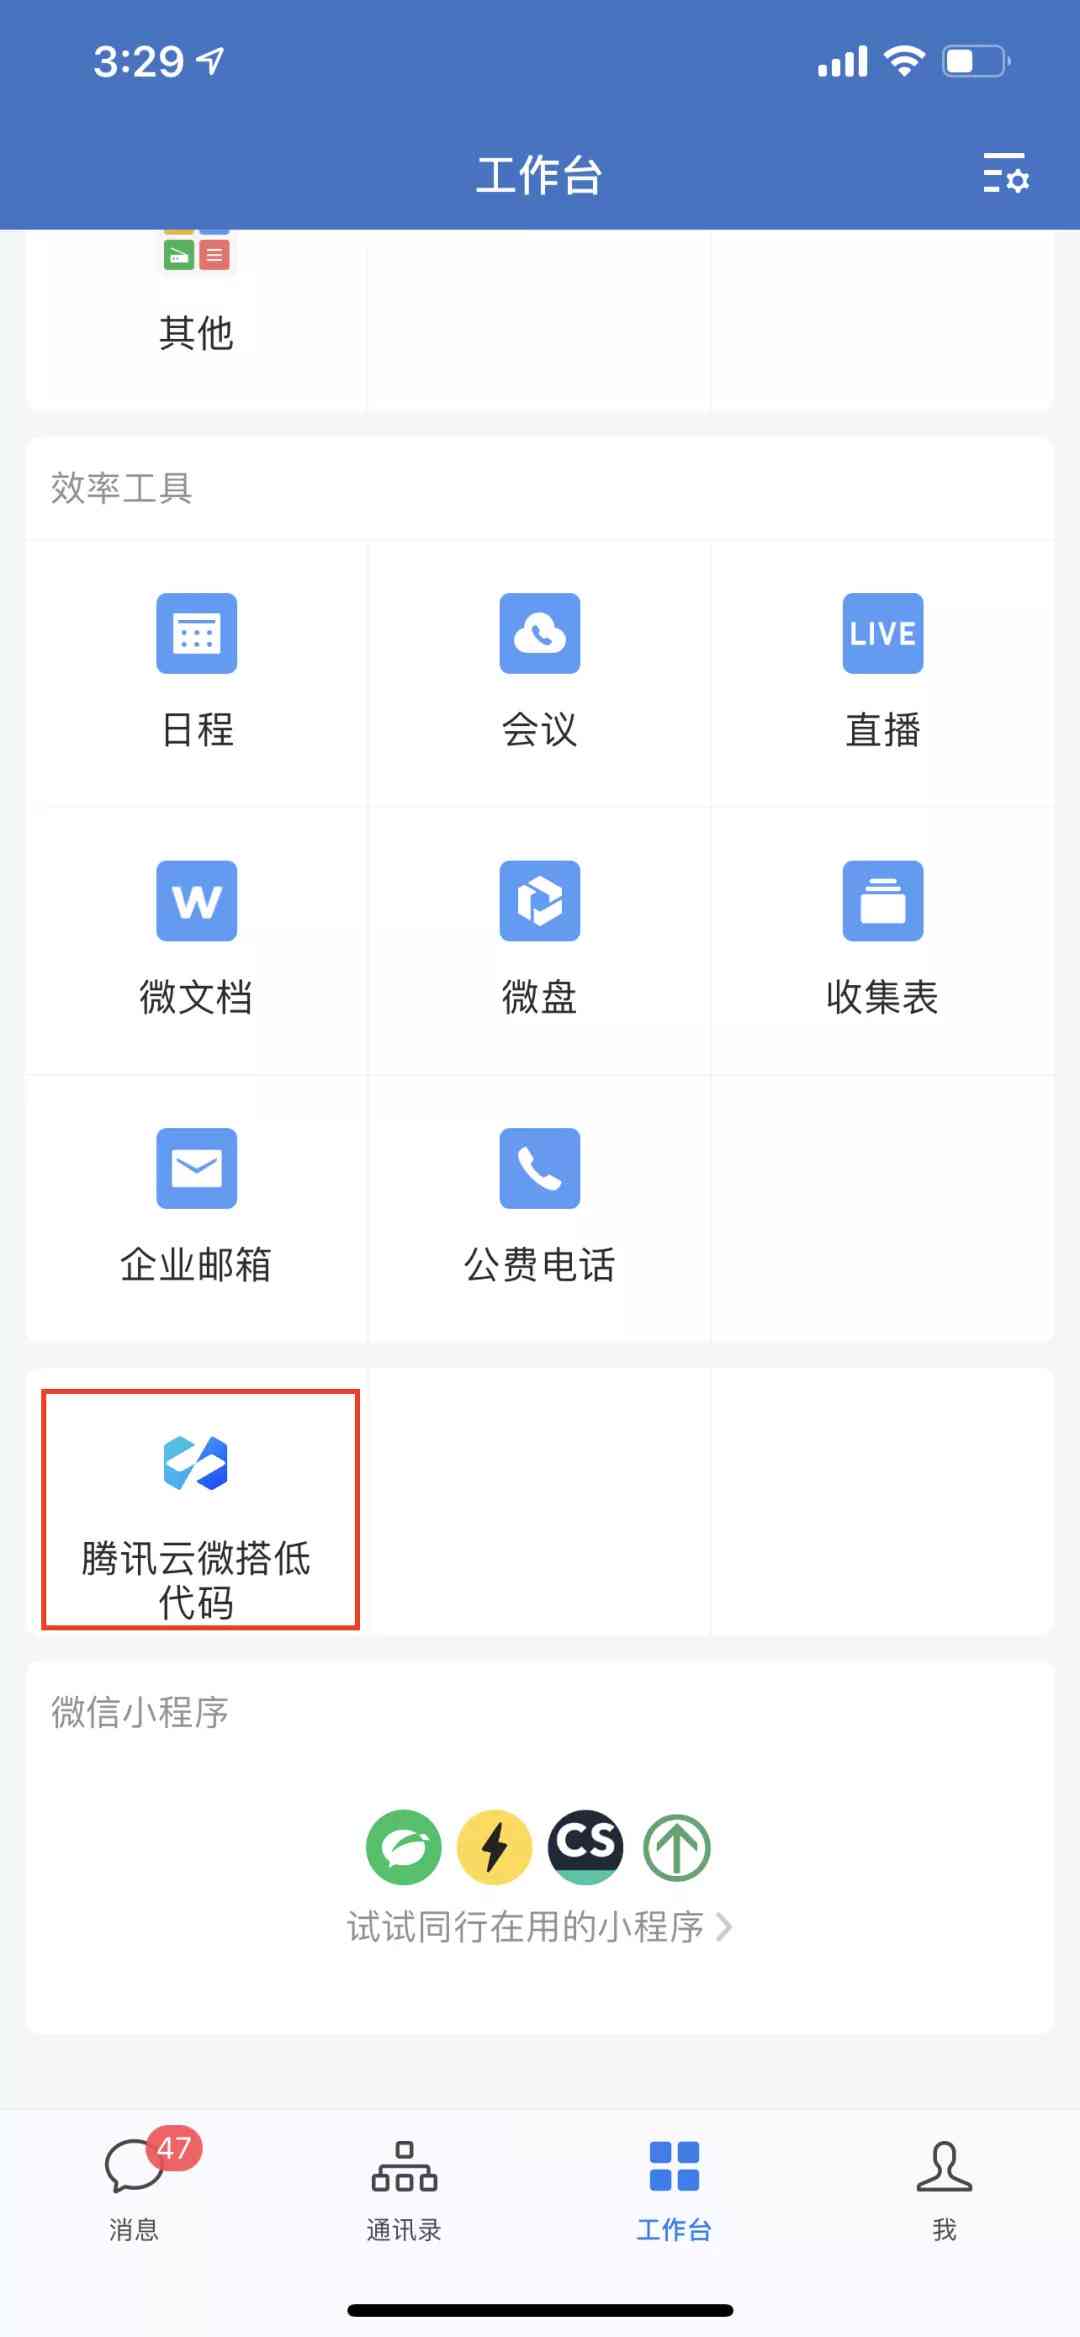 3:29
工作台
其他
效率工具
日程
会议
LIVE
直播
W
微文档
微盘
收集表
企业邮箱
公费电话
腾讯云微搭低
代码
微信小程序
CS
试试同行在用的小程序
47
消息
通讯录
工作台
我